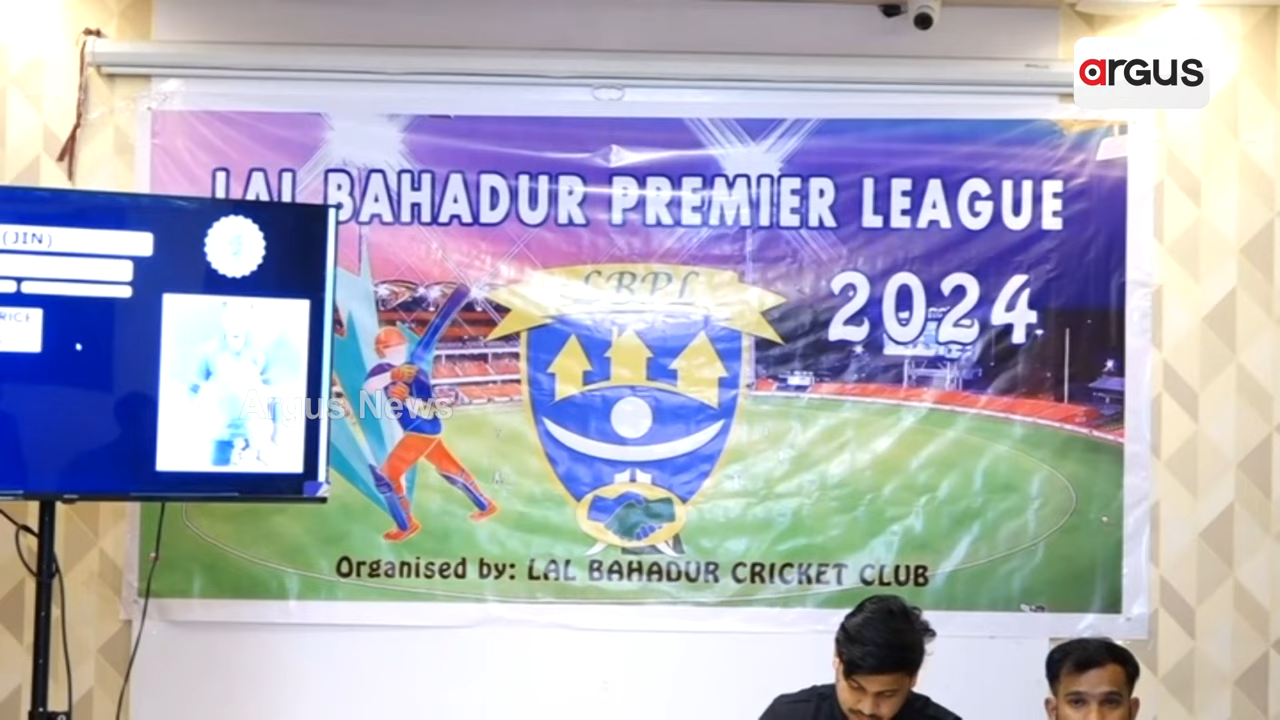 argus
LAL BAHADUR PREMIER LEAGUE
(JIN)
LBPL
2024
Argus News
Organised by: LAL BAHADUR CRICKET CLUB